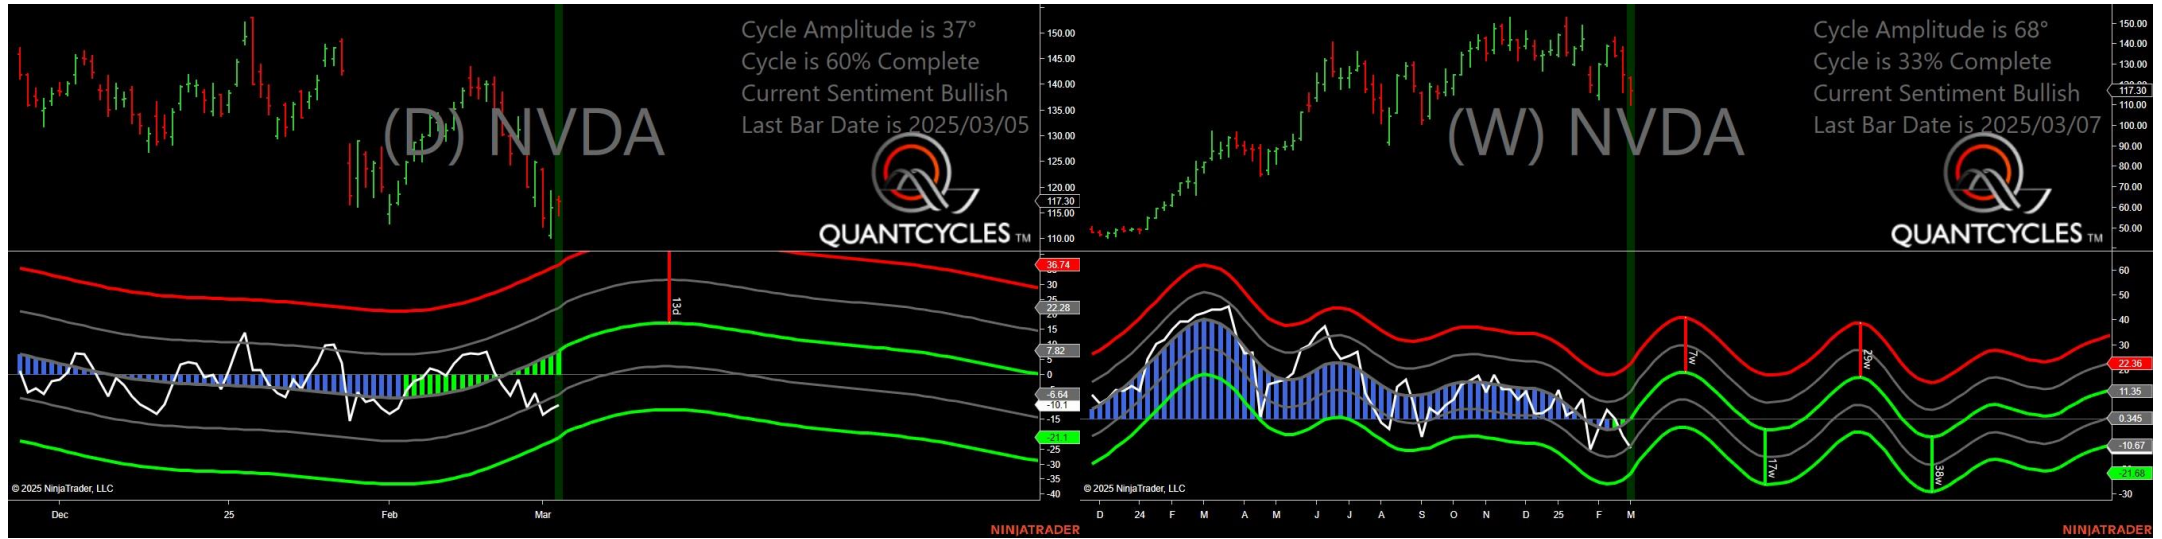 Cycle Amplitude is 37°
Cycle is 60% Complete
Current Sentiment Bullish
Last Bar Date is 2025/03/05
(D) NVDA
QUANTCYCLES TM
150.00
145.00
140.00
135.00
130.00
125.00
120.00
117.30
115.00
110.00
13d
36.74
30
22.28
15
7.82
5
0
-6.64
-10.1
-15
-21.1
-25
-30
-35
-40
© 2025 NinjaTrader, LLC
Dec
25
Feb
Mar
NINJATRADER
Cycle Amplitude is 68°
Cycle is 33% Complete
Current Sentiment Bullish
Last Bar Date is 2025/03/07
(W) NVDA
QUANTCYCLES TM
150.00
140.00
130.00
117.30
110.00
100.00
90.00
80.00
70.00
60.00
50.00
7w
29w
17w
38w
60
50
40
30
22.36
11.35
0.345
-10.67
-21.68
-30
© 2025 NinjaTrader, LLC
D 24 F M A M J J A S O N D 25 F M
NINJATRADER